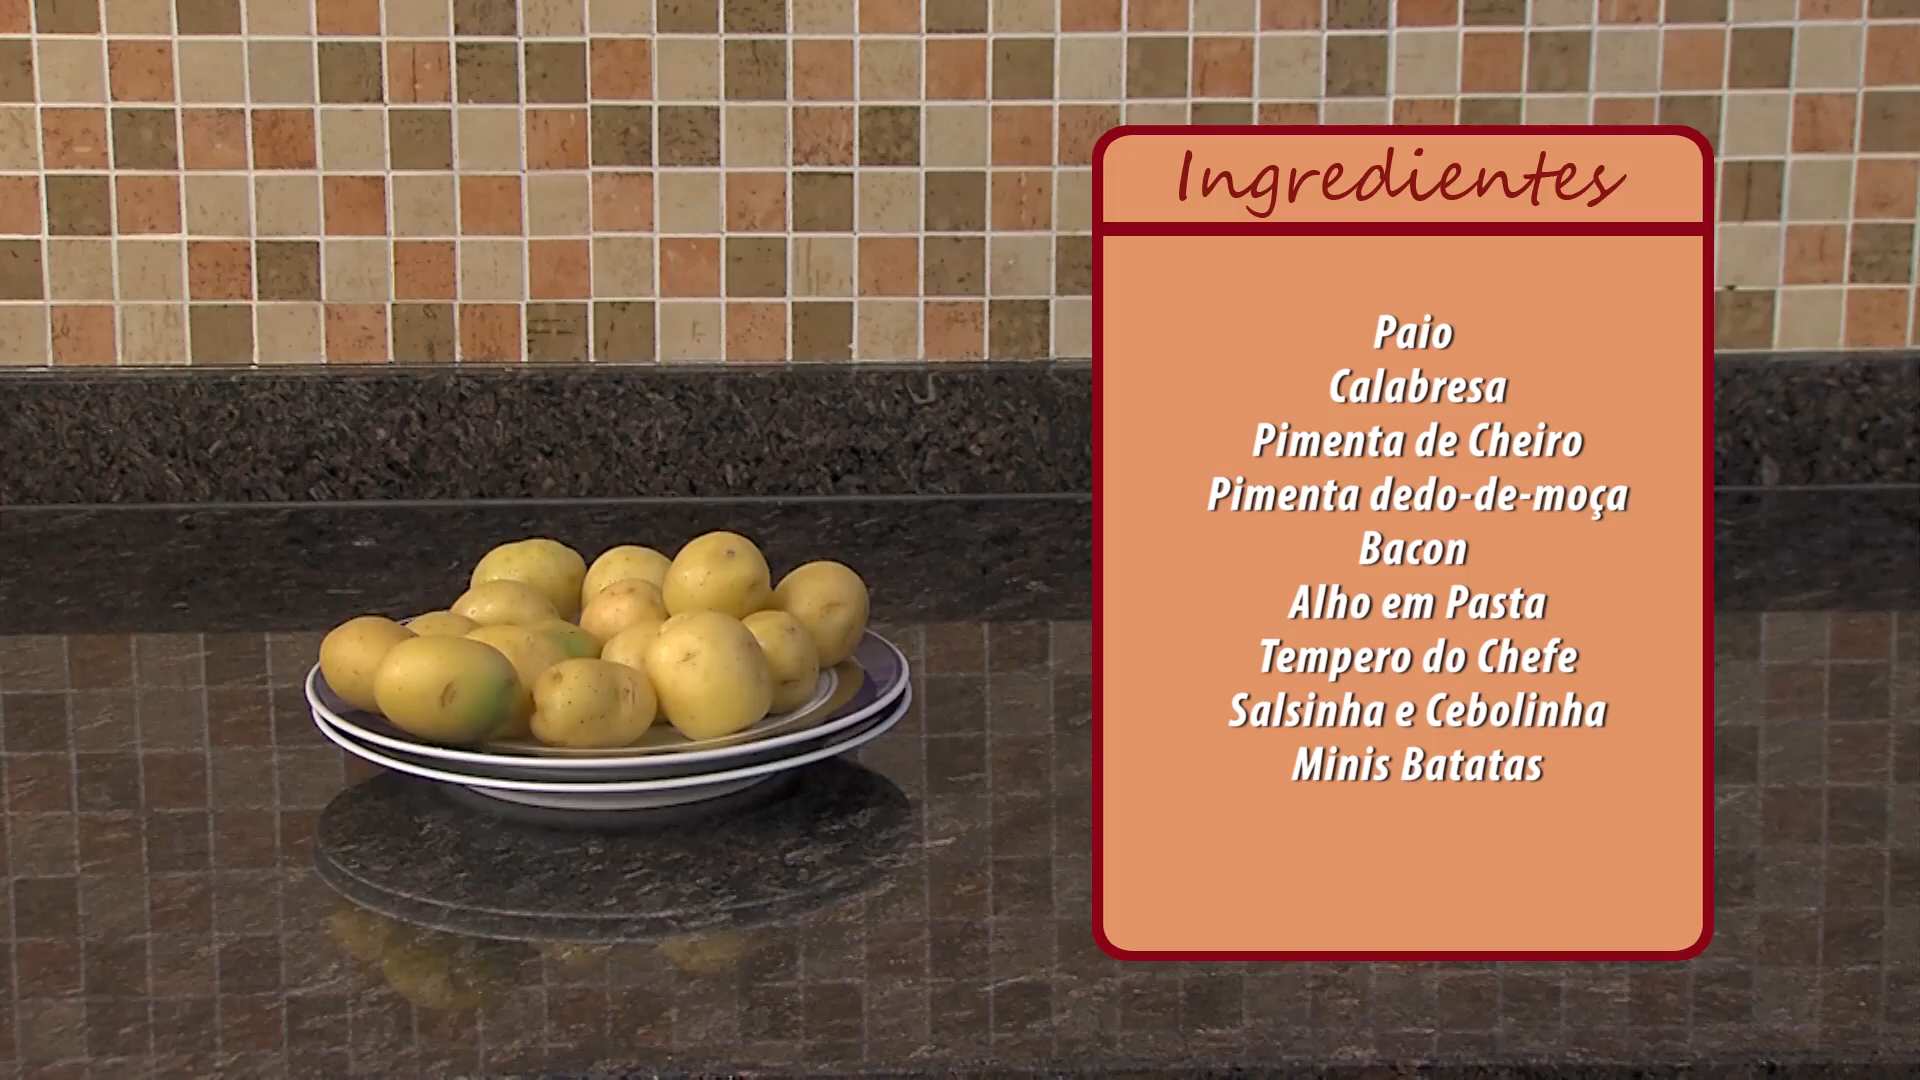 Ingredientes
Paio
Calabresa
Pimenta de Cheiro
Pimenta dedo-de-moça
Bacon
Alho em Pasta
Tempero do Chefe
Salsinha e Cebolinha
Minis Batatas